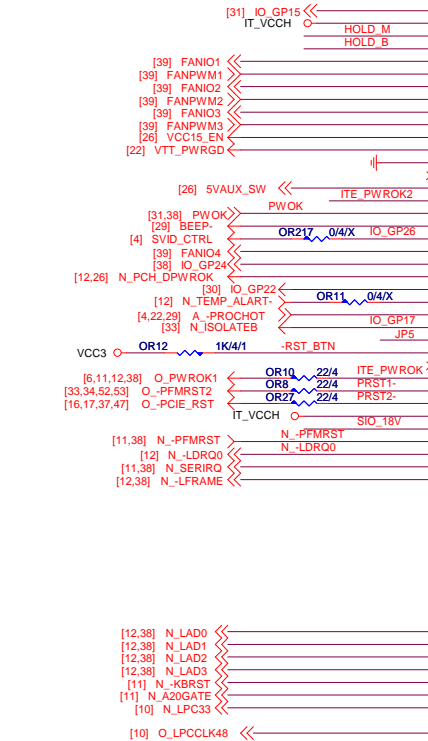 [31] IO_GP15
IT_VCCH
HOLD_M
HOLD_B
[39] FANIO1
[39] FANPWM1
[39] FANIO2
[39] FANPWM2
[39] FANIO3
[39] FANPWM3
[26] VCC15_EN
[22] VTT_PWRGD
[26] 5VAUX_SW
ITE_PWROK2
[31,38] PWOK PWOK
[29] BEEP-
[4] SVID_CTRL OR217 0/4/X IO_GP26
[39] FANIO4
[38] IO_GP24
[12,26] N_PCH_DPWROK
[30] IO_GP22
[12] N_TEMP_ALART- OR11 0/4/X
[4,22,29] A_-PROCHOT
[33] N_ISOLATEB IO_GP17
JP5
VCC3 OR12 1K/4/1 -RST_BTN
[6,11,12,38] O_PWROK1 OR10 22/4 ITE_PWROK
[33,34,52,53] O_-PFMRST2 OR8 22/4 PRST1-
[16,17,37,47] O_-PCIE_RST OR27 22/4 PRST2-
IT_VCCH
SIO_18V
[11,38] N_-PFMRST N_-PFMRST
[12] N_-LDRQ0 N_-LDRQ0
[11,38] N_SERIRQ
[12,38] N_-LFRAME
[12,38] N_LAD0
[12,38] N_LAD1
[12,38] N_LAD2
[12,38] N_LAD3
[11] N_-KBRST
[11] N_A20GATE
[10] N_LPC33
[10] O_LPCCLK48